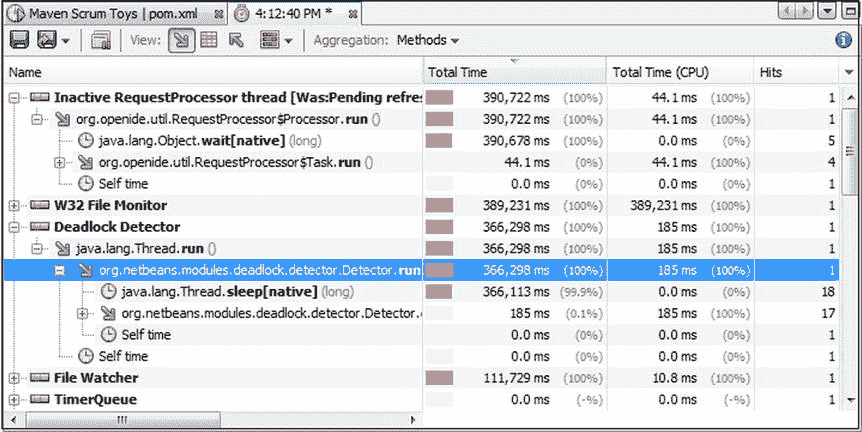 Maven Scrum Toys | pom.xml 4:12:40 PM *
View: Aggregation: Methods
Name Total Time Total Time (CPU) Hits
Inactive RequestProcessor thread [Was:Pending refre 390,722 ms (100%) 44.1 ms (100%) 1
org.openide.util.RequestProcessor$Processor.run () 390,722 ms (100%) 44.1 ms (100%) 1
java.lang.Object.wait[native] (long) 390,678 ms (100%) 0.0 ms (0%) 5
org.openide.util.RequestProcessor$Task.run () 44.1 ms (0%) 44.1 ms (100%) 4
Self time 0.0 ms (0%) 0.0 ms (0%) 1
W32 File Monitor 389,231 ms (100%) 389,231 ms (100%) 1
Deadlock Detector 366,298 ms (100%) 185 ms (100%) 1
java.lang.Thread.run () 366,298 ms (100%) 185 ms (100%) 1
org.netbeans.modules.deadlock.detector.Detector.run 366,298 ms (100%) 185 ms (100%) 1
java.lang.Thread.sleep[native] (long) 366,113 ms (99.9%) 0.0 ms (0%) 18
org.netbeans.modules.deadlock.detector.Detector. 185 ms (0.1%) 185 ms (100%) 17
Self time 0.0 ms (0%) 0.0 ms (0%) 1
Self time 0.0 ms (0%) 0.0 ms (0%) 1
File Watcher 111,729 ms (100%) 10.8 ms (100%) 1
TimerQueue 0.0 ms (-%) 0.0 ms (-%) 1